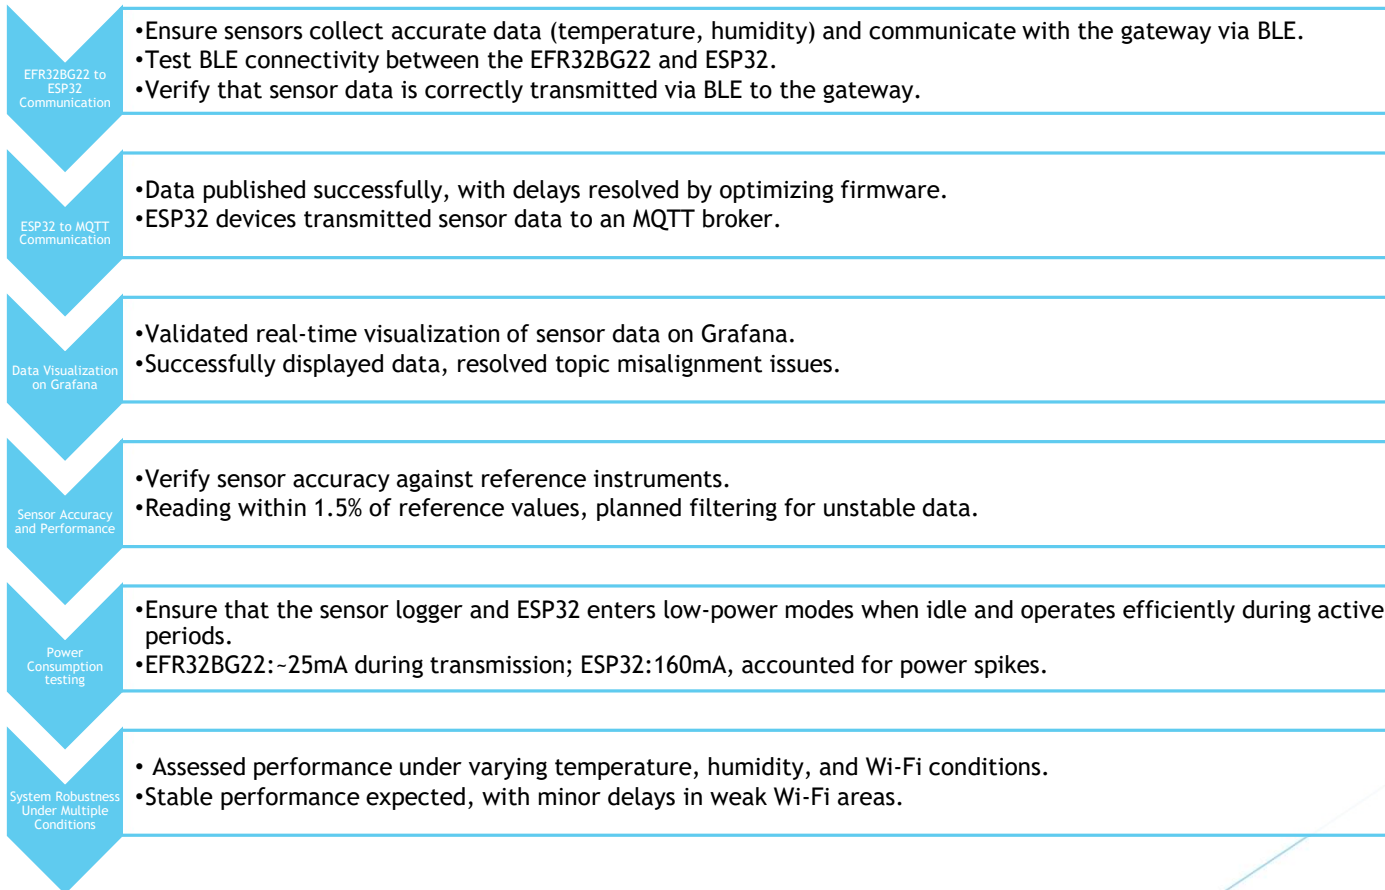 EFR32BG22 to
ESP32
Communication
•Ensure sensors collect accurate data (temperature, humidity) and communicate with the gateway via BLE.
•Test BLE connectivity between the EFR32BG22 and ESP32.
•Verify that sensor data is correctly transmitted via BLE to the gateway.
ESP32 to MQTT
Communication
•Data published successfully, with delays resolved by optimizing firmware.
•ESP32 devices transmitted sensor data to an MQTT broker.
Data Visualization
on Grafana
•Validated real-time visualization of sensor data on Grafana.
•Successfully displayed data, resolved topic misalignment issues.
Sensor Accuracy
and Performance
•Verify sensor accuracy against reference instruments.
•Reading within 1.5% of reference values, planned filtering for unstable data.
Power
Consumption
testing
•Ensure that the sensor logger and ESP32 enters low-power modes when idle and operates efficiently during active
periods.
•EFR32BG22:~25mA during transmission; ESP32:160mA, accounted for power spikes.
System Robustness
Under Multiple
Conditions
• Assessed performance under varying temperature, humidity, and Wi-Fi conditions.
•Stable performance expected, with minor delays in weak Wi-Fi areas.